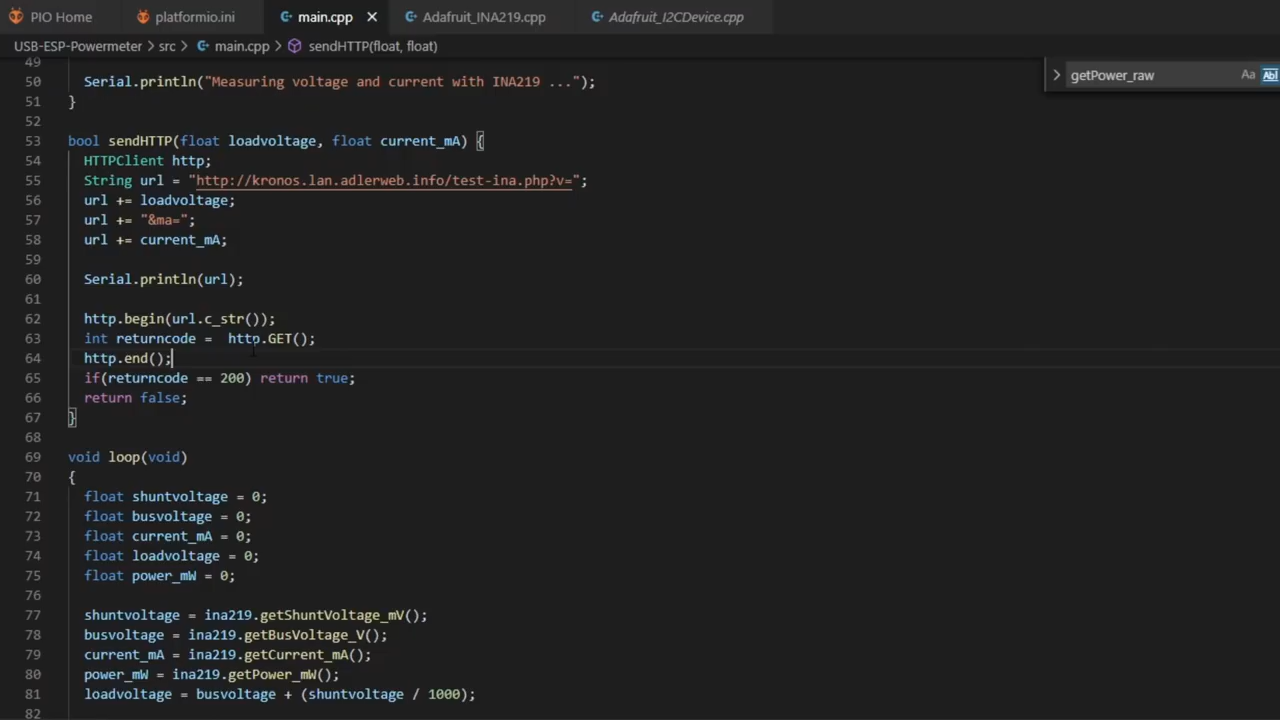 PIO Home platformio.ini main.cpp Adafruit_INA219.cpp Adafruit_I2CDevice.cpp
USB-ESP-Powermeter > src > main.cpp > sendHTTP(float, float)
getPower_raw Aa Abl
49
50 Serial.println("Measuring voltage and current with INA219 ...");
51 }
52
53 bool sendHTTP(float loadvoltage, float current_mA) {
54 HTTPClient http;
55 String url = "http://kronos.lan.adlerweb.info/test-ina.php?v=";
56 url += loadvoltage;
57 url += "&ma=";
58 url += current_mA;
59
60 Serial.println(url);
61
62 http.begin(url.c_str());
63 int returncode =  http.GET();
64 http.end();
65 if(returncode == 200) return true;
66 return false;
67 }
68
69 void loop(void)
70 {
71 float shuntvoltage = 0;
72 float busvoltage = 0;
73 float current_mA = 0;
74 float loadvoltage = 0;
75 float power_mW = 0;
76
77 shuntvoltage = ina219.getShuntVoltage_mV();
78 busvoltage = ina219.getBusVoltage_V();
79 current_mA = ina219.getCurrent_mA();
80 power_mW = ina219.getPower_mW();
81 loadvoltage = busvoltage + (shuntvoltage / 1000);
82